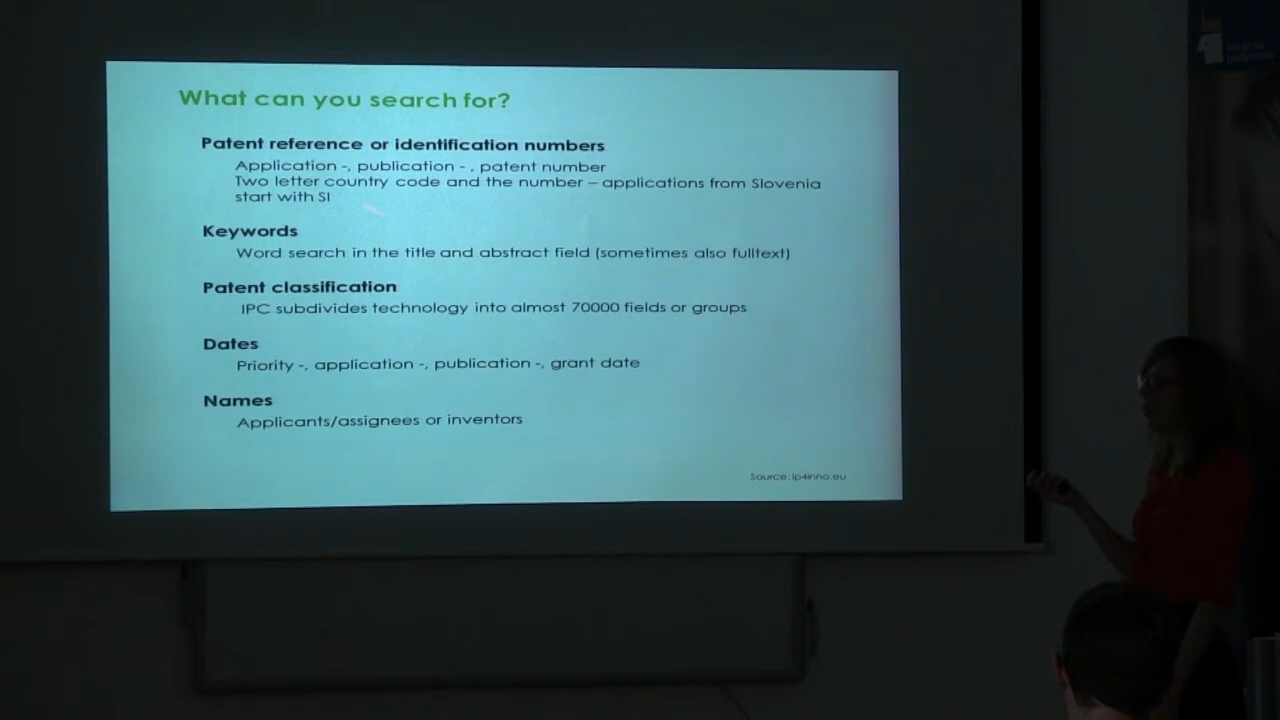 What can you search for?
Patent reference or identification numbers
Application -, publication - , patent number
Two letter country code and the number – applications from Slovenia
start with SI
Keywords
Word search in the title and abstract field (sometimes also fulltext)
Patent classification
IPC subdivides technology into almost 70000 fields or groups
Dates
Priority -, application -, publication -, grant date
Names
Applicants/assignees or inventors
Source: ip4inno.eu